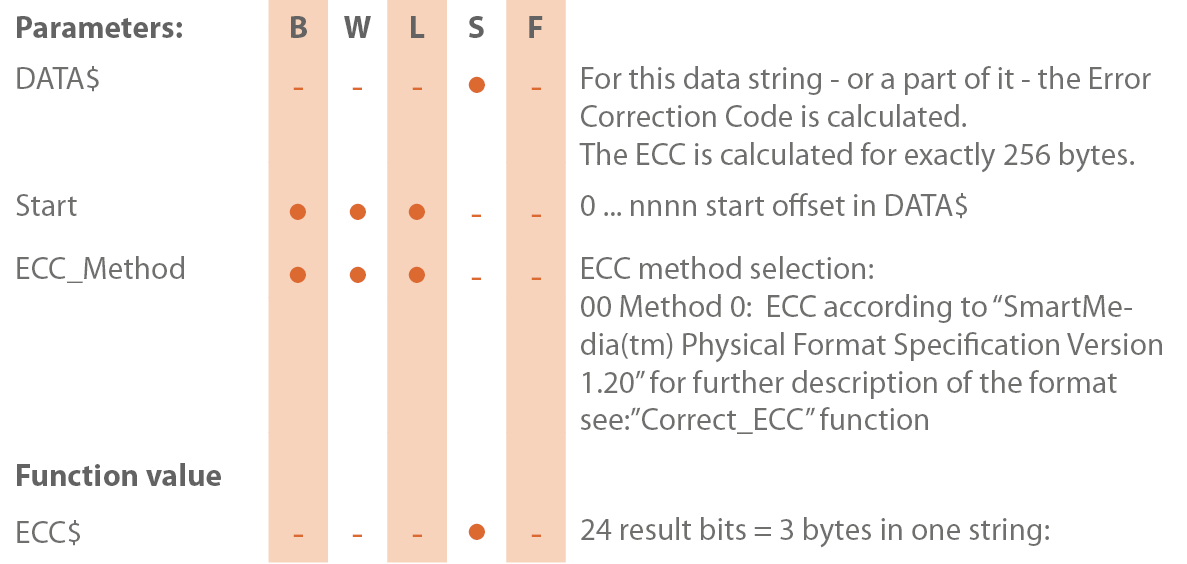 Parameters: B W L S F
DATA$ - - - ● - For this data string - or a part of it - the Error
Correction Code is calculated.
The ECC is calculated for exactly 256 bytes.
Start ● ● ● - - 0 ... nnnn start offset in DATA$
ECC_Method ● ● ● - - ECC method selection:
00 Method 0:  ECC according to “SmartMe-
dia(tm) Physical Format Specification Version
1.20” for further description of the format
see:”Correct_ECC” function
Function value
ECC$ - - - ● - 24 result bits = 3 bytes in one string: